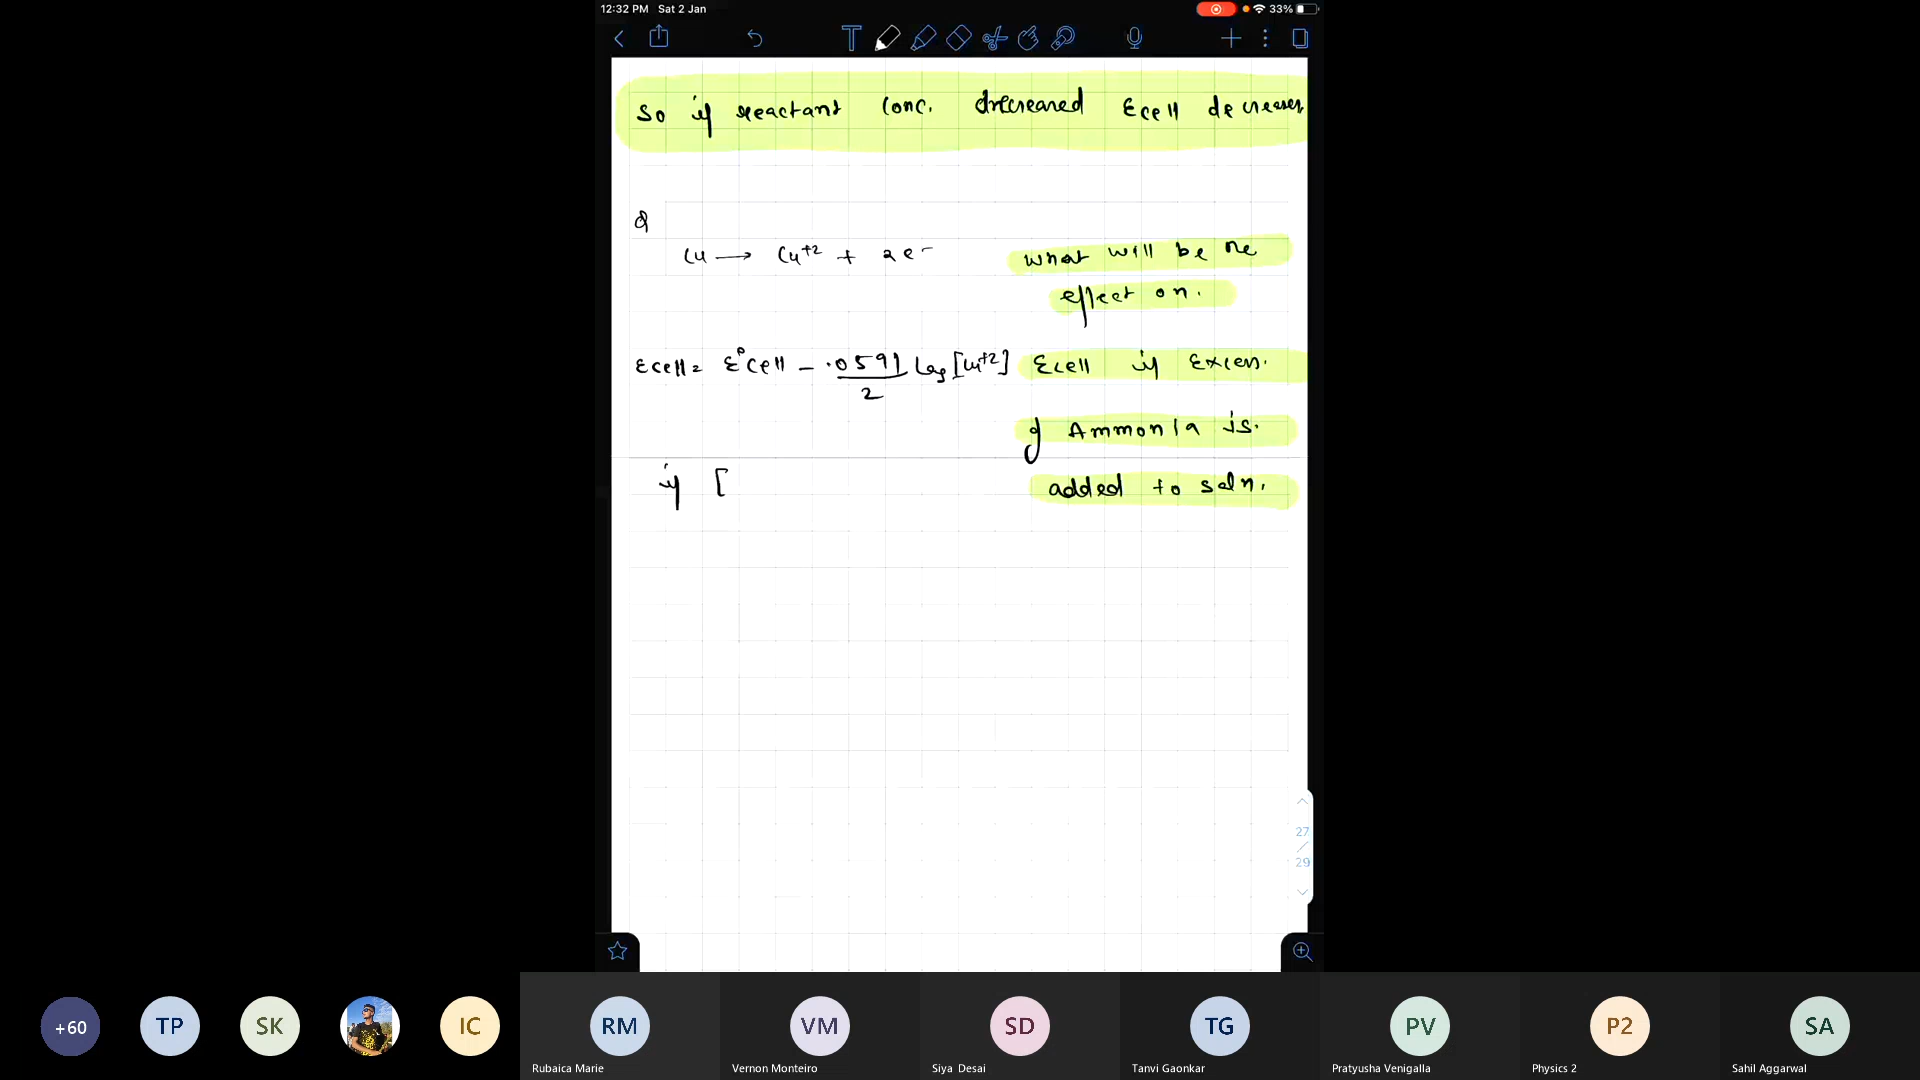 12:32 PM Sat 2 Jan
33%
So if reactant conc. decreased Ecell decreases
Q
Cu → Cu+2 + 2e-
what will be the
effect on.
Ecell = E°cell - .0591/2 log [Cu+2]
Ecell if Excess.
of Ammonia is.
if [
added to soln.
27
/
29
+60
TP
SK
IC
RM
VM
SD
TG
PV
P2
SA
Rubaica Marie
Vernon Monteiro
Siya Desai
Tanvi Gaonkar
Pratyusha Venigalla
Physics 2
Sahil Aggarwal